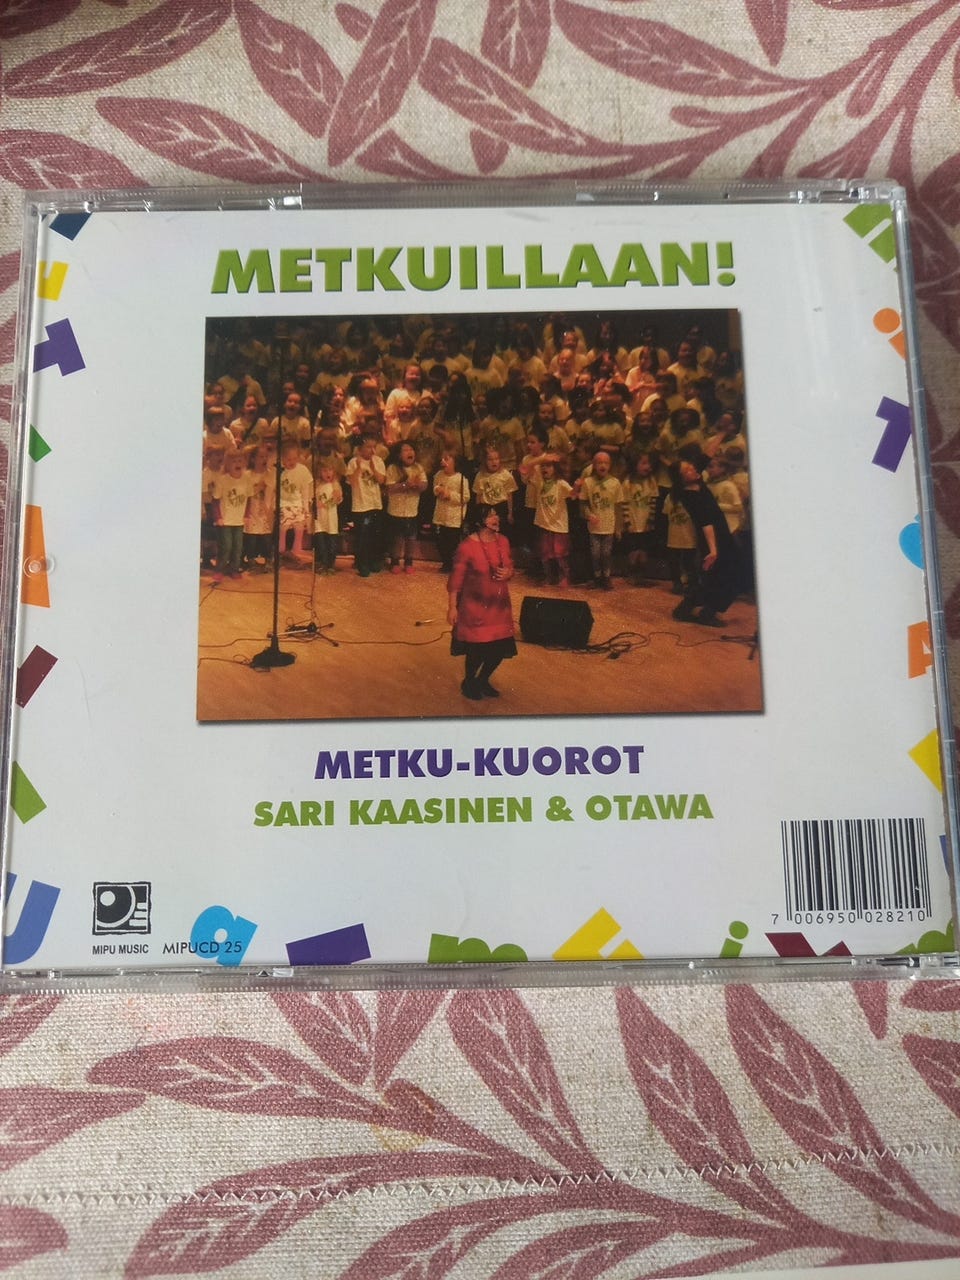 METKUILLAAN!
METKU-KUOROT
SARI KAASINEN & OTAWA
MIPU MUSIC
MIPUCD 25
7 006950 028210